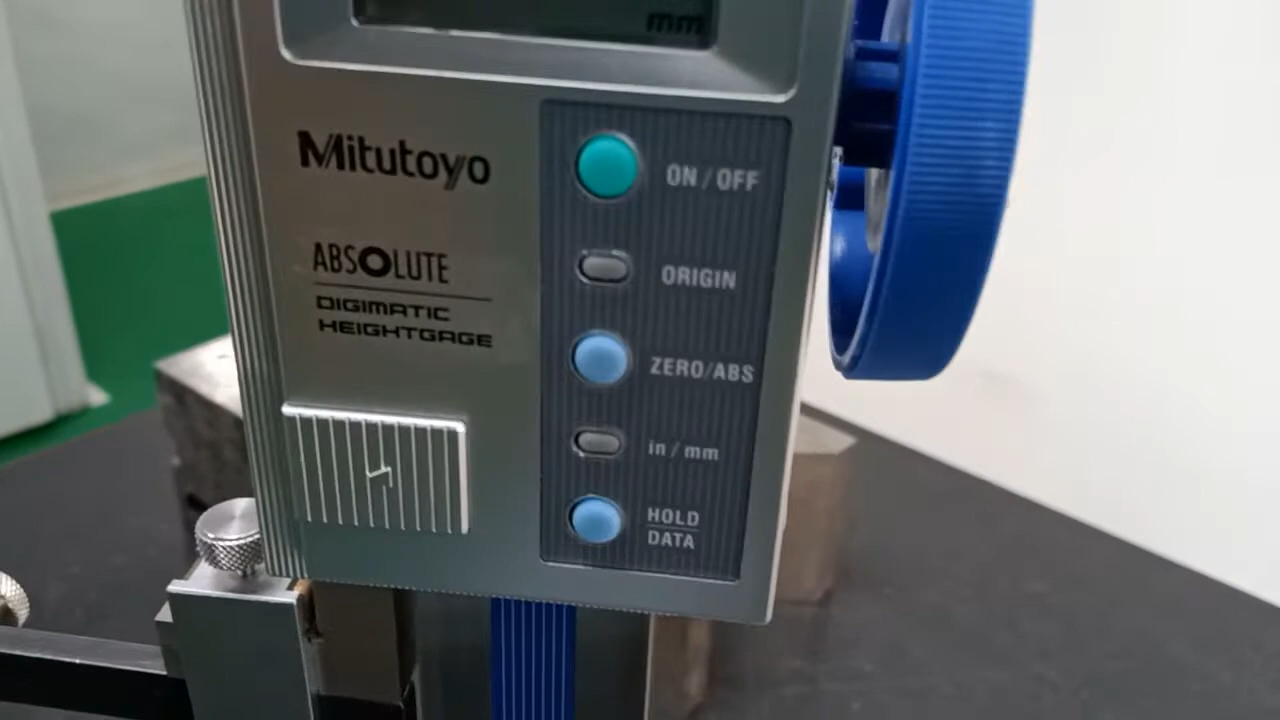 mm
Mitutoyo
ABSOLUTE
DIGIMATIC
HEIGHTGAGE
ON/OFF
ORIGIN
ZERO/ABS
in/mm
HOLD
DATA